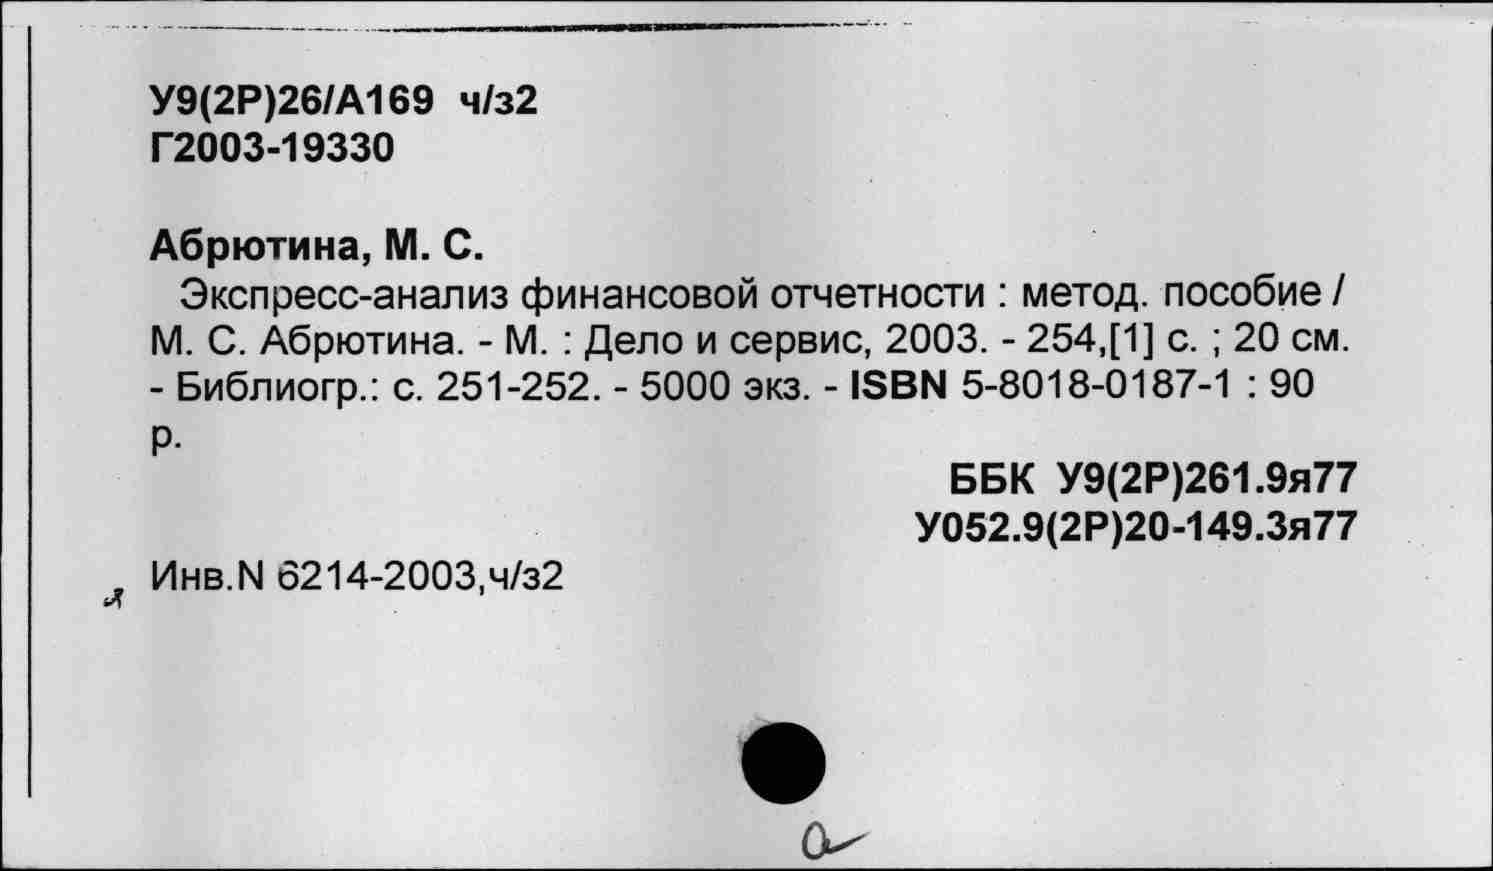 У9(2Р)26/А169 ч/з2
Г2003-19330
Абрютина, М. С.
Экспресс-анализ финансовой отчетности : метод. пособие /
М. С. Абрютина. - М. : Дело и сервис, 2003. - 254,[1] с. ; 20 см.
- Библиогр.: с. 251-252. - 5000 экз. - ISBN 5-8018-0187-1 : 90
р.
ББК У9(2Р)261.9я77
У052.9(2Р)20-149.3я77
Инв.N 6214-2003,ч/з2
а